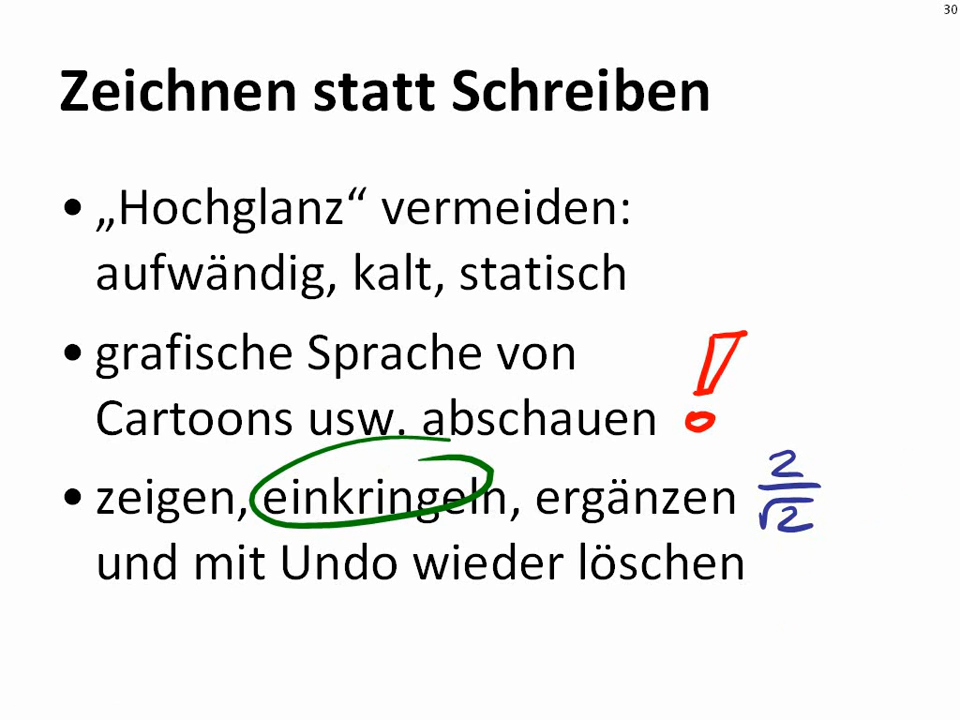 30
Zeichnen statt Schreiben
• „Hochglanz“ vermeiden:
aufwändig, kalt, statisch
• grafische Sprache von
Cartoons usw. abschauen !
• zeigen, einkringeln, ergänzen 2/√2
und mit Undo wieder löschen